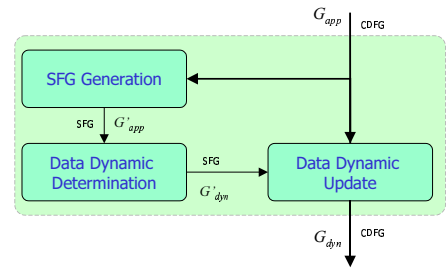 G_app
CDFG
SFG Generation
SFG G'_app
Data Dynamic
Determination
SFG
G'_dyn
Data Dynamic
Update
G_dyn
CDFG